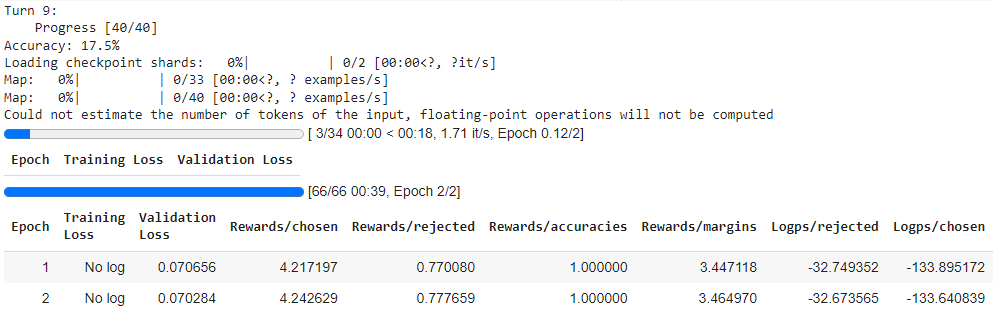 Turn 9:
Progress [40/40]
Accuracy: 17.5%
Loading checkpoint shards:   0%|          | 0/2 [00:00<?, ?it/s]
Map:   0%|          | 0/33 [00:00<?, ? examples/s]
Map:   0%|          | 0/40 [00:00<?, ? examples/s]
Could not estimate the number of tokens of the input, floating-point operations will not be computed
[ 3/34 00:00 < 00:18, 1.71 it/s, Epoch 0.12/2]
Epoch Training Loss Validation Loss
[66/66 00:39, Epoch 2/2]
Epoch Training Loss Validation Loss Rewards/chosen Rewards/rejected Rewards/accuracies Rewards/margins Logps/rejected Logps/chosen
1 No log 0.070656 4.217197 0.770080 1.000000 3.447118 -32.749352 -133.895172
2 No log 0.070284 4.242629 0.777659 1.000000 3.464970 -32.673565 -133.640839